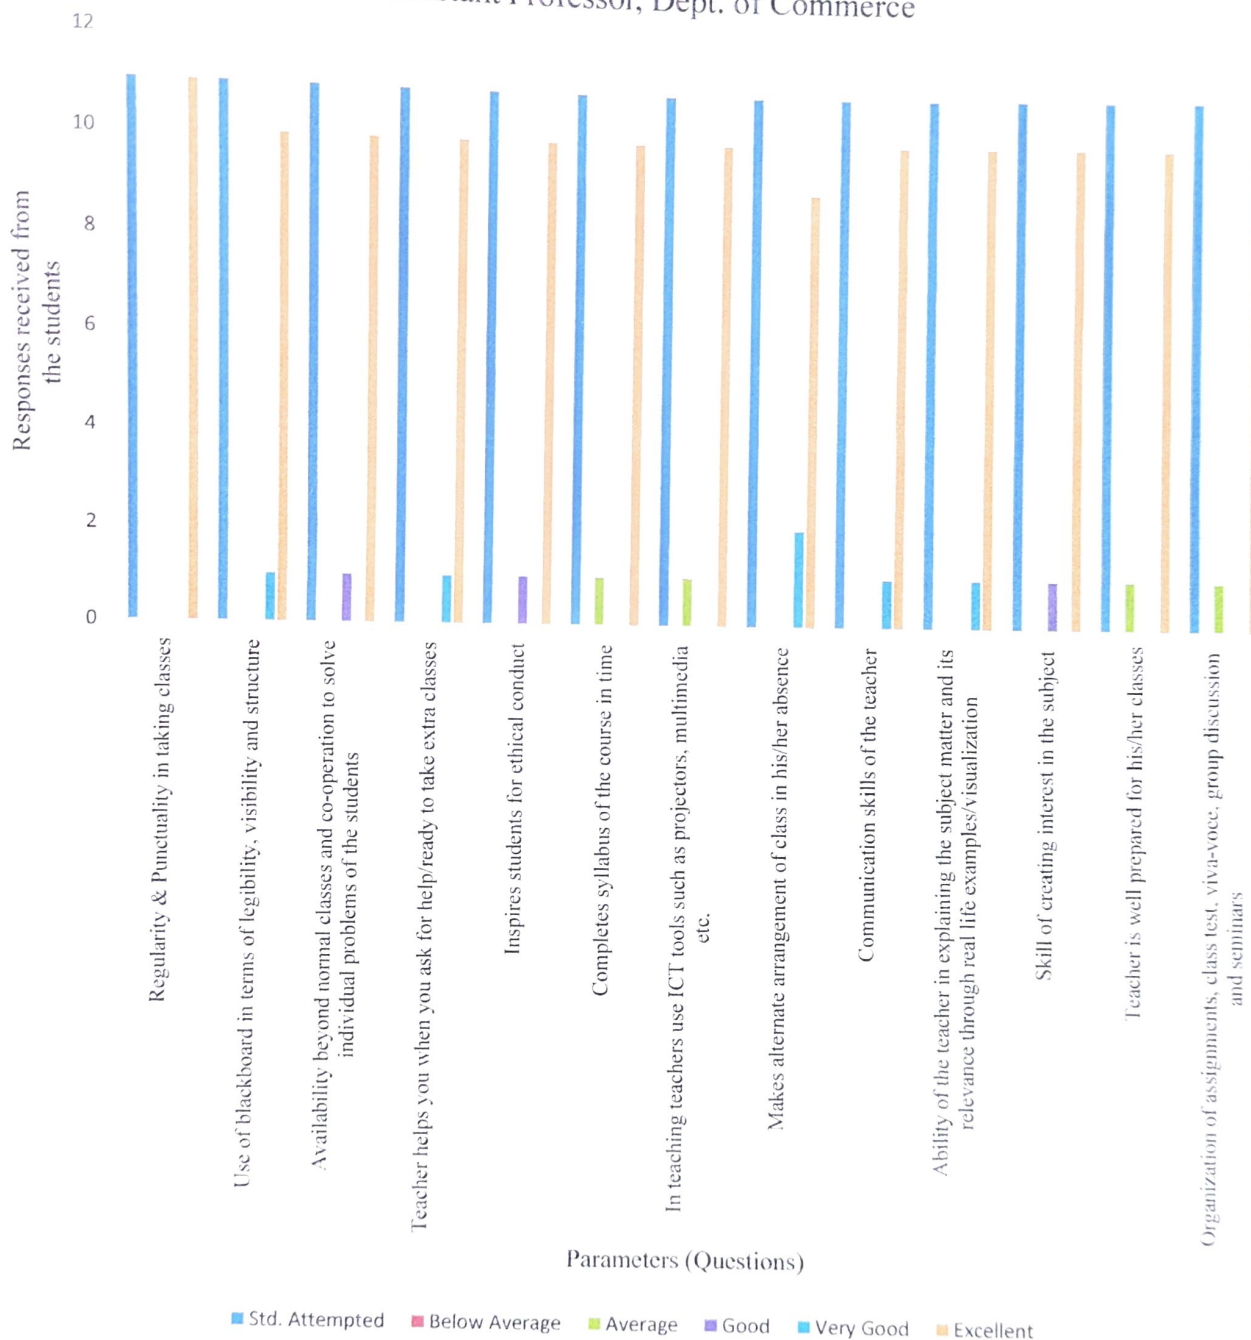 Professor, Dept. of Commerce
12
10
8
6
4
2
0
Responses received from
the students
Regularity & Punctuality in taking classes
Use of blackboard in terms of legibility, visibility and structure
Availability beyond normal classes and co-operation to solve
individual problems of the students
Teacher helps you when you ask for help/ready to take extra classes
Inspires students for ethical conduct
Completes syllabus of the course in time
In teaching teachers use ICT tools such as projectors, multimedia
etc.
Makes alternate arrangement of class in his/her absence
Communication skills of the teacher
Ability of the teacher in explaining the subject matter and its
relevance through real life examples/visualization
Skill of creating interest in the subject
Teacher is well prepared for his/her classes
Organization of assignments, class test, viva-voce, group discussion
and seminars
Parameters (Questions)
Std. Attempted Below Average Average Good Very Good Excellent